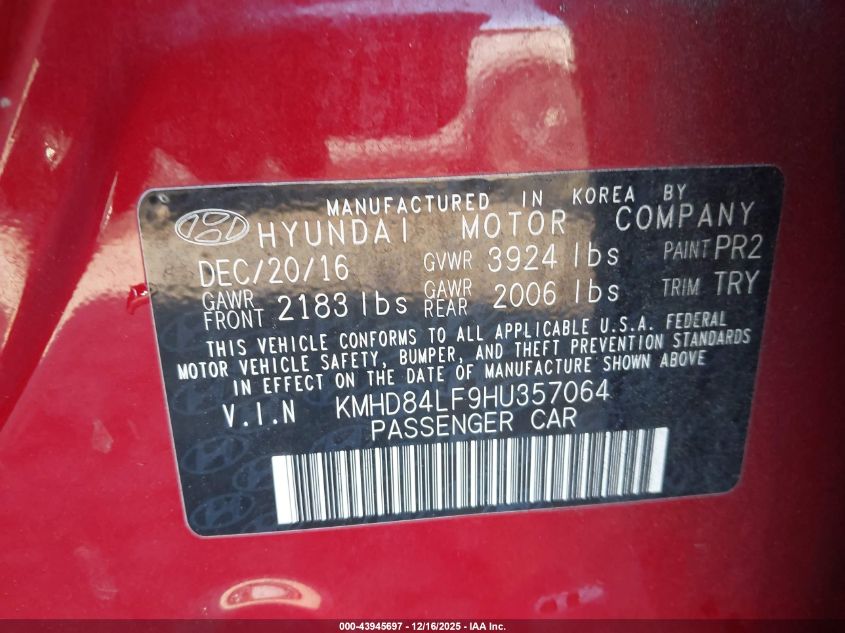 MANUFACTURED IN KOREA BY
HYUNDAI MOTOR COMPANY
DEC/20/16 GVWR 3924 lbs PAINT PR2
GAWR FRONT 2183 lbs GAWR REAR 2006 lbs TRIM TRY
THIS VEHICLE CONFORMS TO ALL APPLICABLE U.S.A. FEDERAL
MOTOR VEHICLE SAFETY, BUMPER, AND THEFT PREVENTION STANDARDS
IN EFFECT ON THE DATE OF MANUFACTURE SHOWN ABOVE
V.I.N KMHD84LF9HU357064
PASSENGER CAR
000-43945697 - 12/16/2025 - IAA Inc.